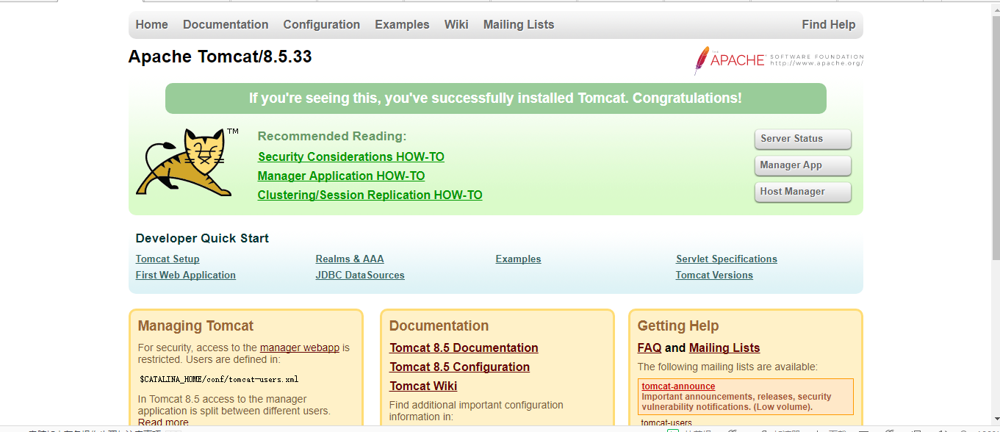 Home Documentation Configuration Examples Wiki Mailing Lists Find Help
Apache Tomcat/8.5.33
THE APACHE SOFTWARE FOUNDATION
http://www.apache.org/
If you're seeing this, you've successfully installed Tomcat. Congratulations!
TM
Recommended Reading:
Security Considerations HOW-TO
Manager Application HOW-TO
Clustering/Session Replication HOW-TO
Server Status
Manager App
Host Manager
Developer Quick Start
Tomcat Setup
First Web Application
Realms & AAA
JDBC DataSources
Examples
Servlet Specifications
Tomcat Versions
Managing Tomcat
For security, access to the manager webapp is
restricted. Users are defined in:
$CATALINA_HOME/conf/tomcat-users.xml
In Tomcat 8.5 access to the manager
application is split between different users.
Read more
Documentation
Tomcat 8.5 Documentation
Tomcat 8.5 Configuration
Tomcat Wiki
Find additional important configuration
information in:
Getting Help
FAQ and Mailing Lists
The following mailing lists are available:
tomcat-announce
Important announcements, releases, security
vulnerability notifications. (Low volume).
tomcat-users